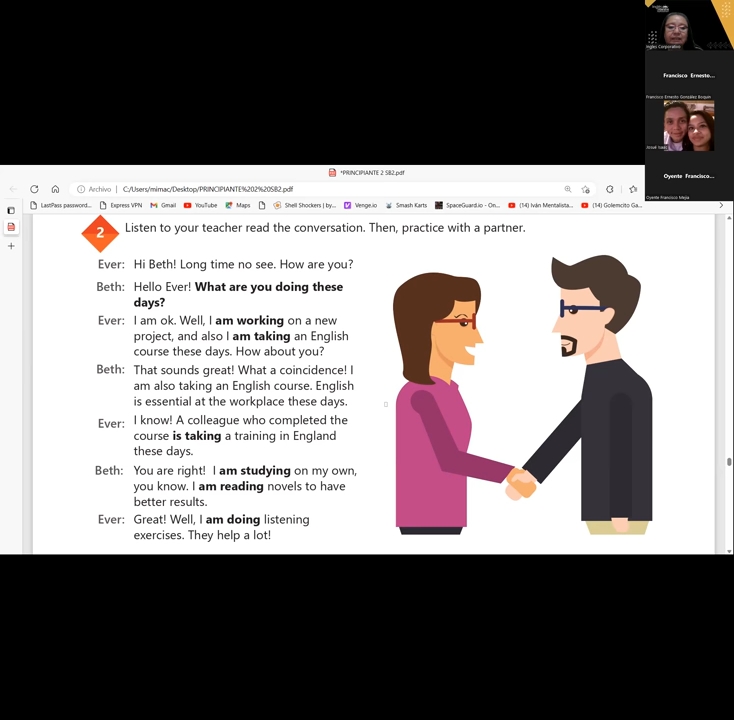 Ingles Corporativo
Francisco Ernesto...
Francisco Ernesto González Boquin
Josué Isaac
Oyente Francisco...
Oyente Francisco Mejia
*PRINCIPIANTE 2 SB2.pdf
Archivo C:/Users/mimac/Desktop/PRINCIPIANTE%202%20SB2.pdf
LastPass password... Express VPN Gmail YouTube Maps Shell Shockers | by... Venge.io Smash Karts SpaceGuard.io - On... (14) Iván Mentalista... (14) Golemcito Ga...
2 Listen to your teacher read the conversation. Then, practice with a partner.
Ever: Hi Beth! Long time no see. How are you?
Beth: Hello Ever! What are you doing these
days?
Ever: I am ok. Well, I am working on a new
project, and also I am taking an English
course these days. How about you?
Beth: That sounds great! What a coincidence! I
am also taking an English course. English
is essential at the workplace these days.
Ever: I know! A colleague who completed the
course is taking a training in England
these days.
Beth: You are right! I am studying on my own,
you know. I am reading novels to have
better results.
Ever: Great! Well, I am doing listening
exercises. They help a lot!